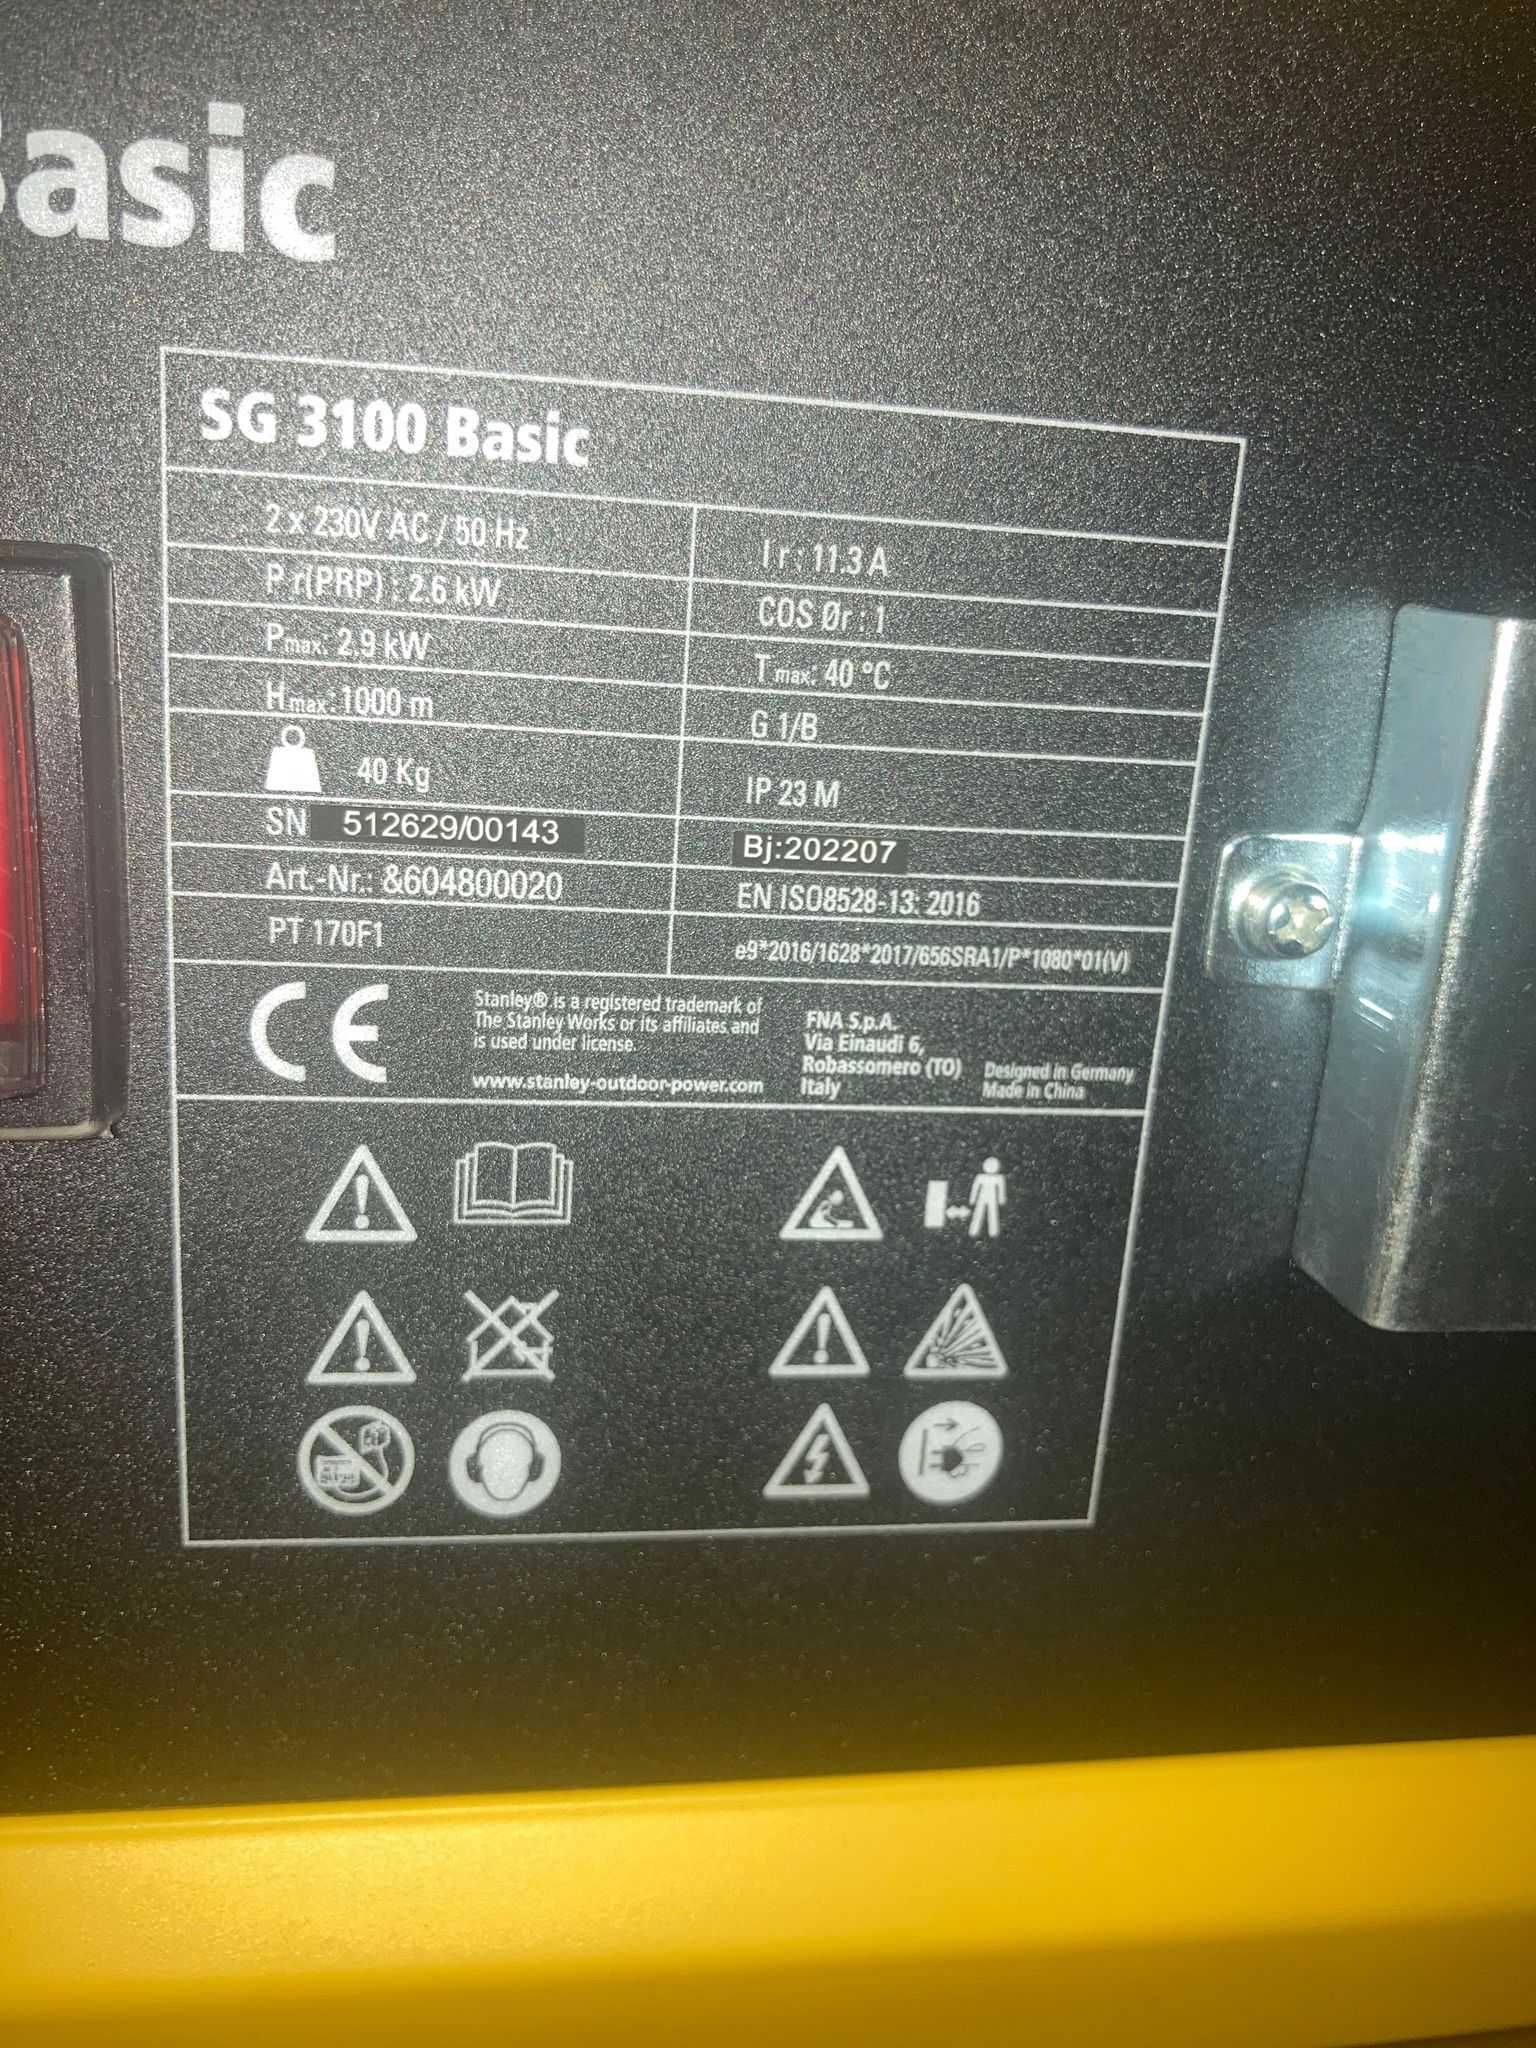 Basic
SG 3100 Basic
2 x 230V AC / 50 Hz
I r : 11.3 A
P r(PRP) : 2.6 kW
COS Ør : 1
Pmax: 2.9 kW
Tmax: 40 °C
Hmax: 1000 m
G 1/B
40 Kg
IP 23 M
SN 512629/00143
Bj:202207
Art.-Nr.: &604800020
EN ISO8528-13: 2016
PT 170F1
e9*2016/1628*2017/656SRA1/P*1080*01(V)
CE
Stanley® is a registered trademark of
The Stanley Works or its affiliates and
is used under license.
www.stanley-outdoor-power.com
FNA S.p.A.
Via Einaudi 6,
Robassomero (TO)
Italy
Designed in Germany
Made in China